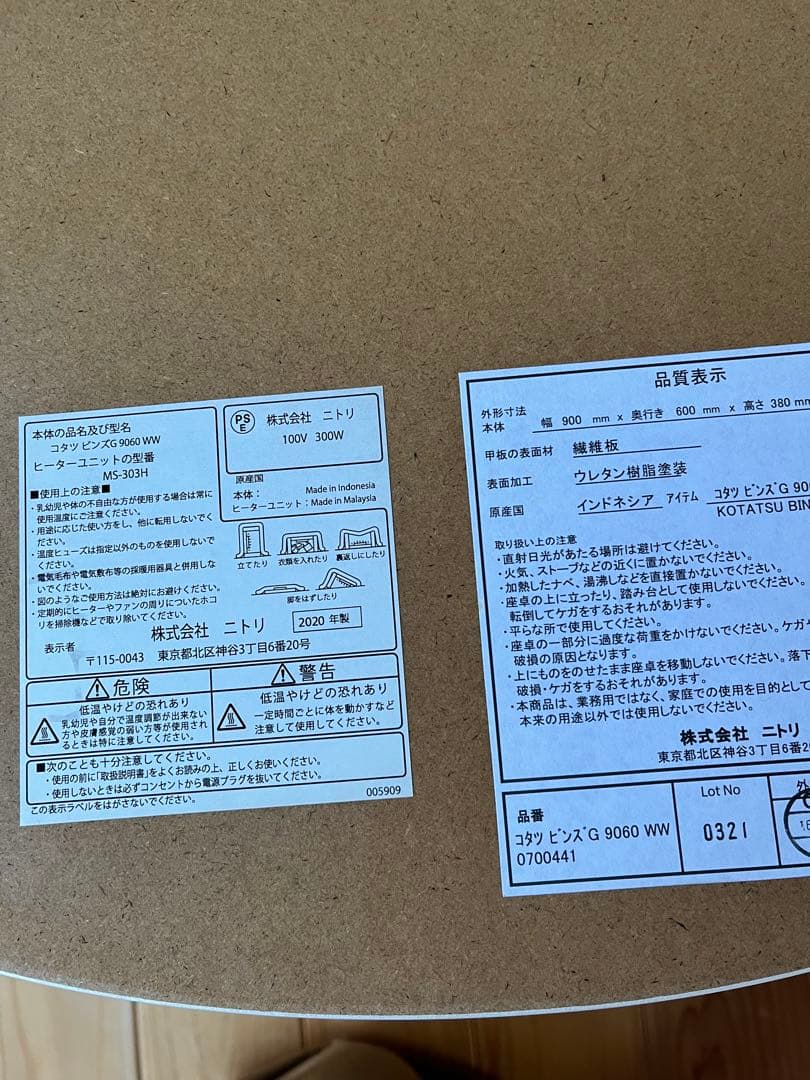 本体の品名及び型名
コタツ ビンズG 9060 WW
ヒーターユニットの型番
MS-303H
■使用上の注意■
・乳幼児や体の不自由な方が使用する場合は常に
使用温度にご注意ください。
・用途に応じた使い方をし、他に転用しないでく
ださい。
・温度ヒューズは指定以外のものを使用しないで
ください。
・電気毛布や電気敷布等の採暖用器具と併用しな
いでください。
・図のようなご使用方法は絶対にお避けください。
・定期的にヒーターやファンの周りについたホコ
リを掃除機などで取り除いてください。
PS
E
株式会社 ニトリ
100V 300W
原産国
本体： Made in Indonesia
ヒーターユニット：Made in Malaysia
立てたり 衣類を入れたり 裏返しにしたり
脚をはずしたり
株式会社 ニトリ 2020 年製
表示者
〒115-0043 東京都北区神谷3丁目6番20号
危険
低温やけどの恐れあり
乳幼児や自分で温度調節が出来ない
方や皮膚感覚の弱い方等が使用され
るときは特に注意してください。
警告
低温やけどの恐れあり
一定時間ごとに体を動かすなど
注意して使用してください。
■次のことも十分注意してください。
・使用の前に「取扱説明書」をよくお読みの上、正しくお使いください。
・使用しないときは必ずコンセントから電源プラグを抜いてください。
この表示ラベルをはがさないでください。
005909
品質表示
外形寸法
本体 幅 900 mm x 奥行き 600 mm x 高さ 380 mm
甲板の表面材 繊維板
表面加工 ウレタン樹脂塗装
原産国 インドネシア アイテム コタツ ビンズG 90
KOTATSU BIN
取り扱い上の注意
・直射日光があたる場所は避けてください。
・火気、ストーブなどの近くに置かないでください。
・加熱したナベ、湯沸しなどを直接置かないでください。
・座卓の上に立ったり、踏み台として使用しないでください。
転倒してケガをするおそれがあります。
・平らな所で使用してください。
・座卓の一部分に過度な荷重をかけないでください。ケガや
破損の原因となります。
・上にものをのせたまま座卓を移動しないでください。落下
破損・ケガをするおそれがあります。
・本商品は、業務用ではなく、家庭での使用を目的として
本来の用途以外では使用しないでください。
株式会社 ニトリ
東京都北区神谷3丁目6番20
品番
コタツ ビンズG 9060 WW
0700441
Lot No
0321